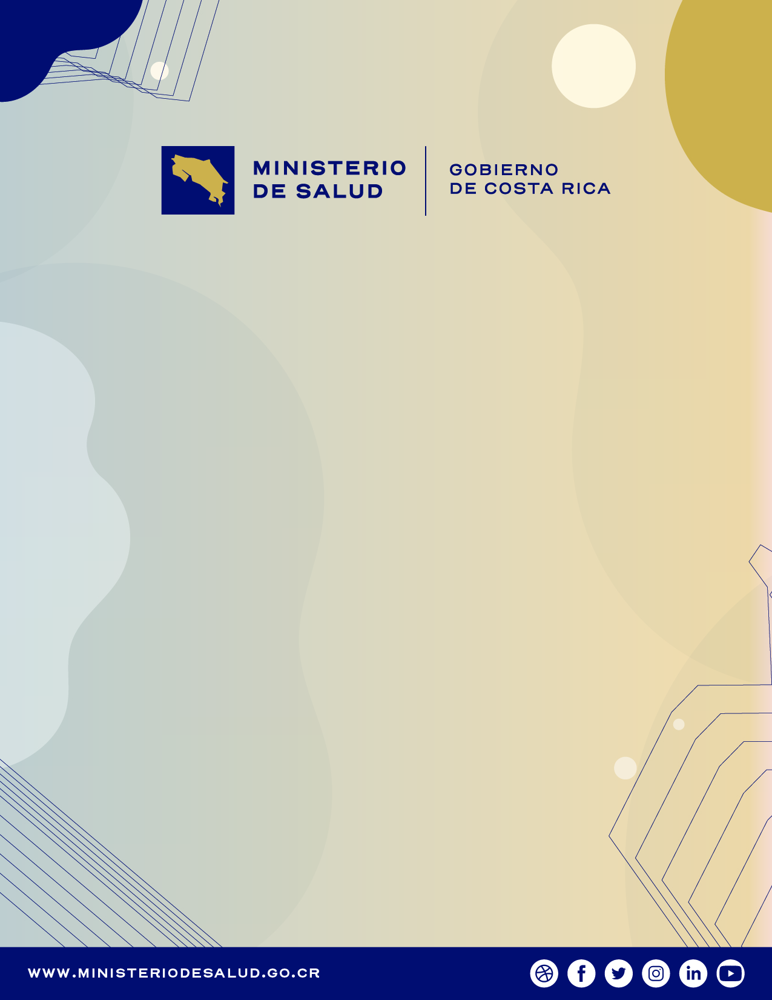 MINISTERIO
DE SALUD
GOBIERNO
DE COSTA RICA
WWW.MINISTERIODESALUD.GO.CR